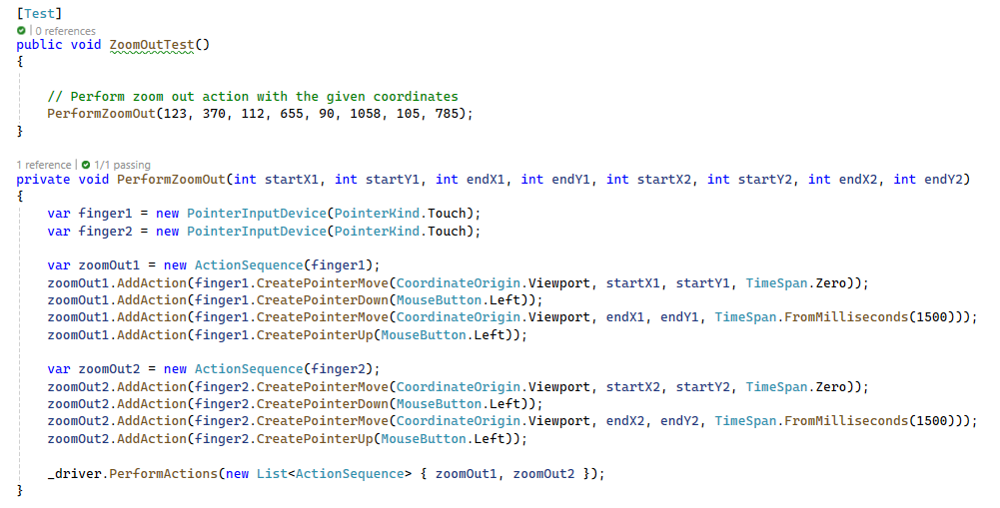 [Test]
| 0 references
public void ZoomOutTest()
{
// Perform zoom out action with the given coordinates
PerformZoomOut(123, 370, 112, 655, 90, 1058, 105, 785);
}
1 reference | 1/1 passing
private void PerformZoomOut(int startX1, int startY1, int endX1, int endY1, int startX2, int startY2, int endX2, int endY2)
{
var finger1 = new PointerInputDevice(PointerKind.Touch);
var finger2 = new PointerInputDevice(PointerKind.Touch);
var zoomOut1 = new ActionSequence(finger1);
zoomOut1.AddAction(finger1.CreatePointerMove(CoordinateOrigin.Viewport, startX1, startY1, TimeSpan.Zero));
zoomOut1.AddAction(finger1.CreatePointerDown(MouseButton.Left));
zoomOut1.AddAction(finger1.CreatePointerMove(CoordinateOrigin.Viewport, endX1, endY1, TimeSpan.FromMilliseconds(1500)));
zoomOut1.AddAction(finger1.CreatePointerUp(MouseButton.Left));
var zoomOut2 = new ActionSequence(finger2);
zoomOut2.AddAction(finger2.CreatePointerMove(CoordinateOrigin.Viewport, startX2, startY2, TimeSpan.Zero));
zoomOut2.AddAction(finger2.CreatePointerDown(MouseButton.Left));
zoomOut2.AddAction(finger2.CreatePointerMove(CoordinateOrigin.Viewport, endX2, endY2, TimeSpan.FromMilliseconds(1500)));
zoomOut2.AddAction(finger2.CreatePointerUp(MouseButton.Left));
_driver.PerformActions(new List<ActionSequence> { zoomOut1, zoomOut2 });
}